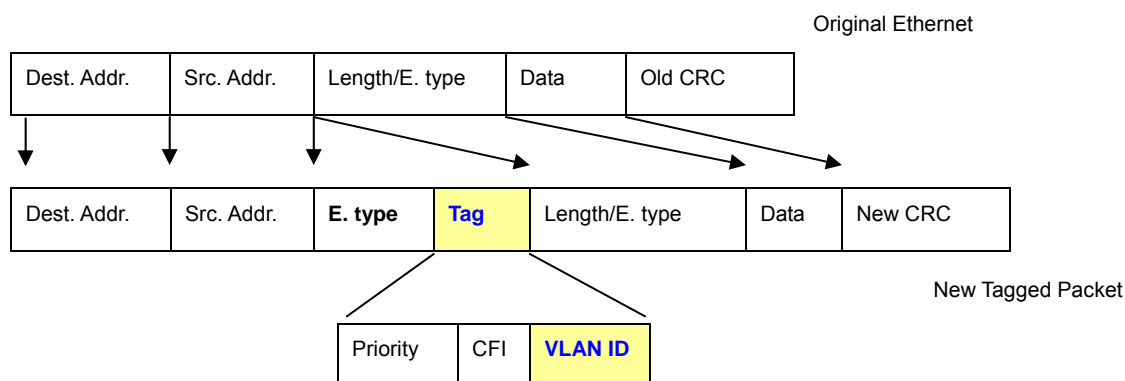 Original Ethernet
Dest. Addr. Src. Addr. Length/E. type Data Old CRC
Dest. Addr. Src. Addr. E. type Tag Length/E. type Data New CRC
New Tagged Packet
Priority CFI VLAN ID